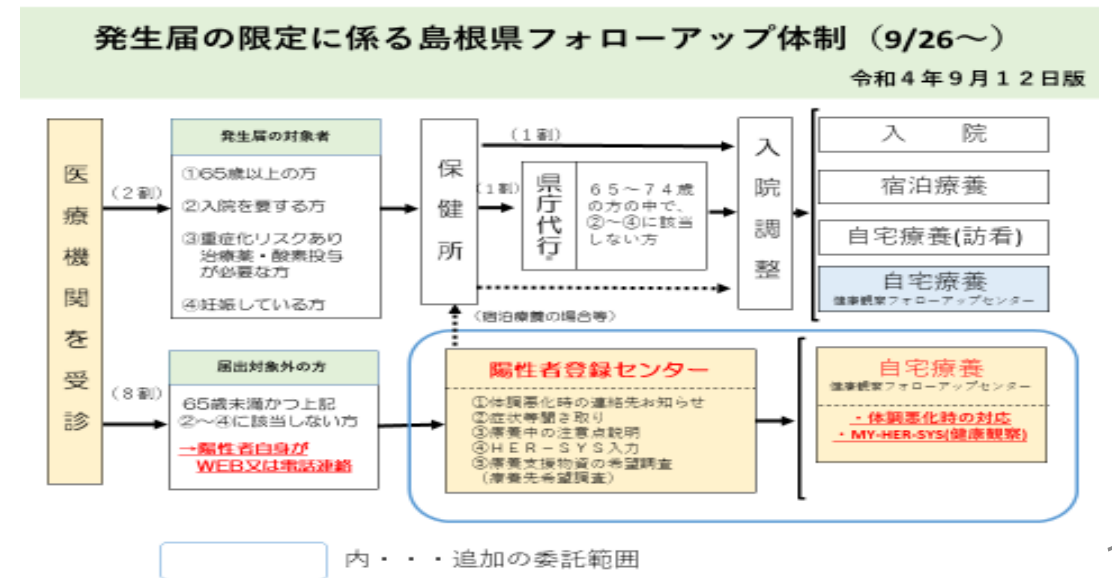 発生届の限定に係る島根県フォローアップ体制（9/26～）
令和４年９月１２日版
医療機関を受診
（２割）
発生届の対象者
①65歳以上の方
②入院を要する方
③重症化リスクあり
治療薬・酸素投与
が必要な方
④妊娠している方
保健所
（１割）
（１割）
県庁代行
６５～７４歳
の方の中で、
②～④に該当
しない方
入院調整
入　　院
宿泊療養
自宅療養(訪看)
自宅療養
健康観察フォローアップセンター
（宿泊療養の場合等）
（８割）
届出対象外の方
65歳未満かつ上記
②～④に該当しない方
→陽性者自身が
WEB又は電話連絡
陽性者登録センター
①体調悪化時の連絡先お知らせ
②症状等聞き取り
③療養中の注意点説明
④ＨＥＲ－ＳＹＳ入力
⑤療養支援物資の希望調査
（療養先希望調査）
自宅療養
健康観察フォローアップセンター
・体調悪化時の対応
・MY-HER-SYS(健康観察)
内・・・追加の委託範囲